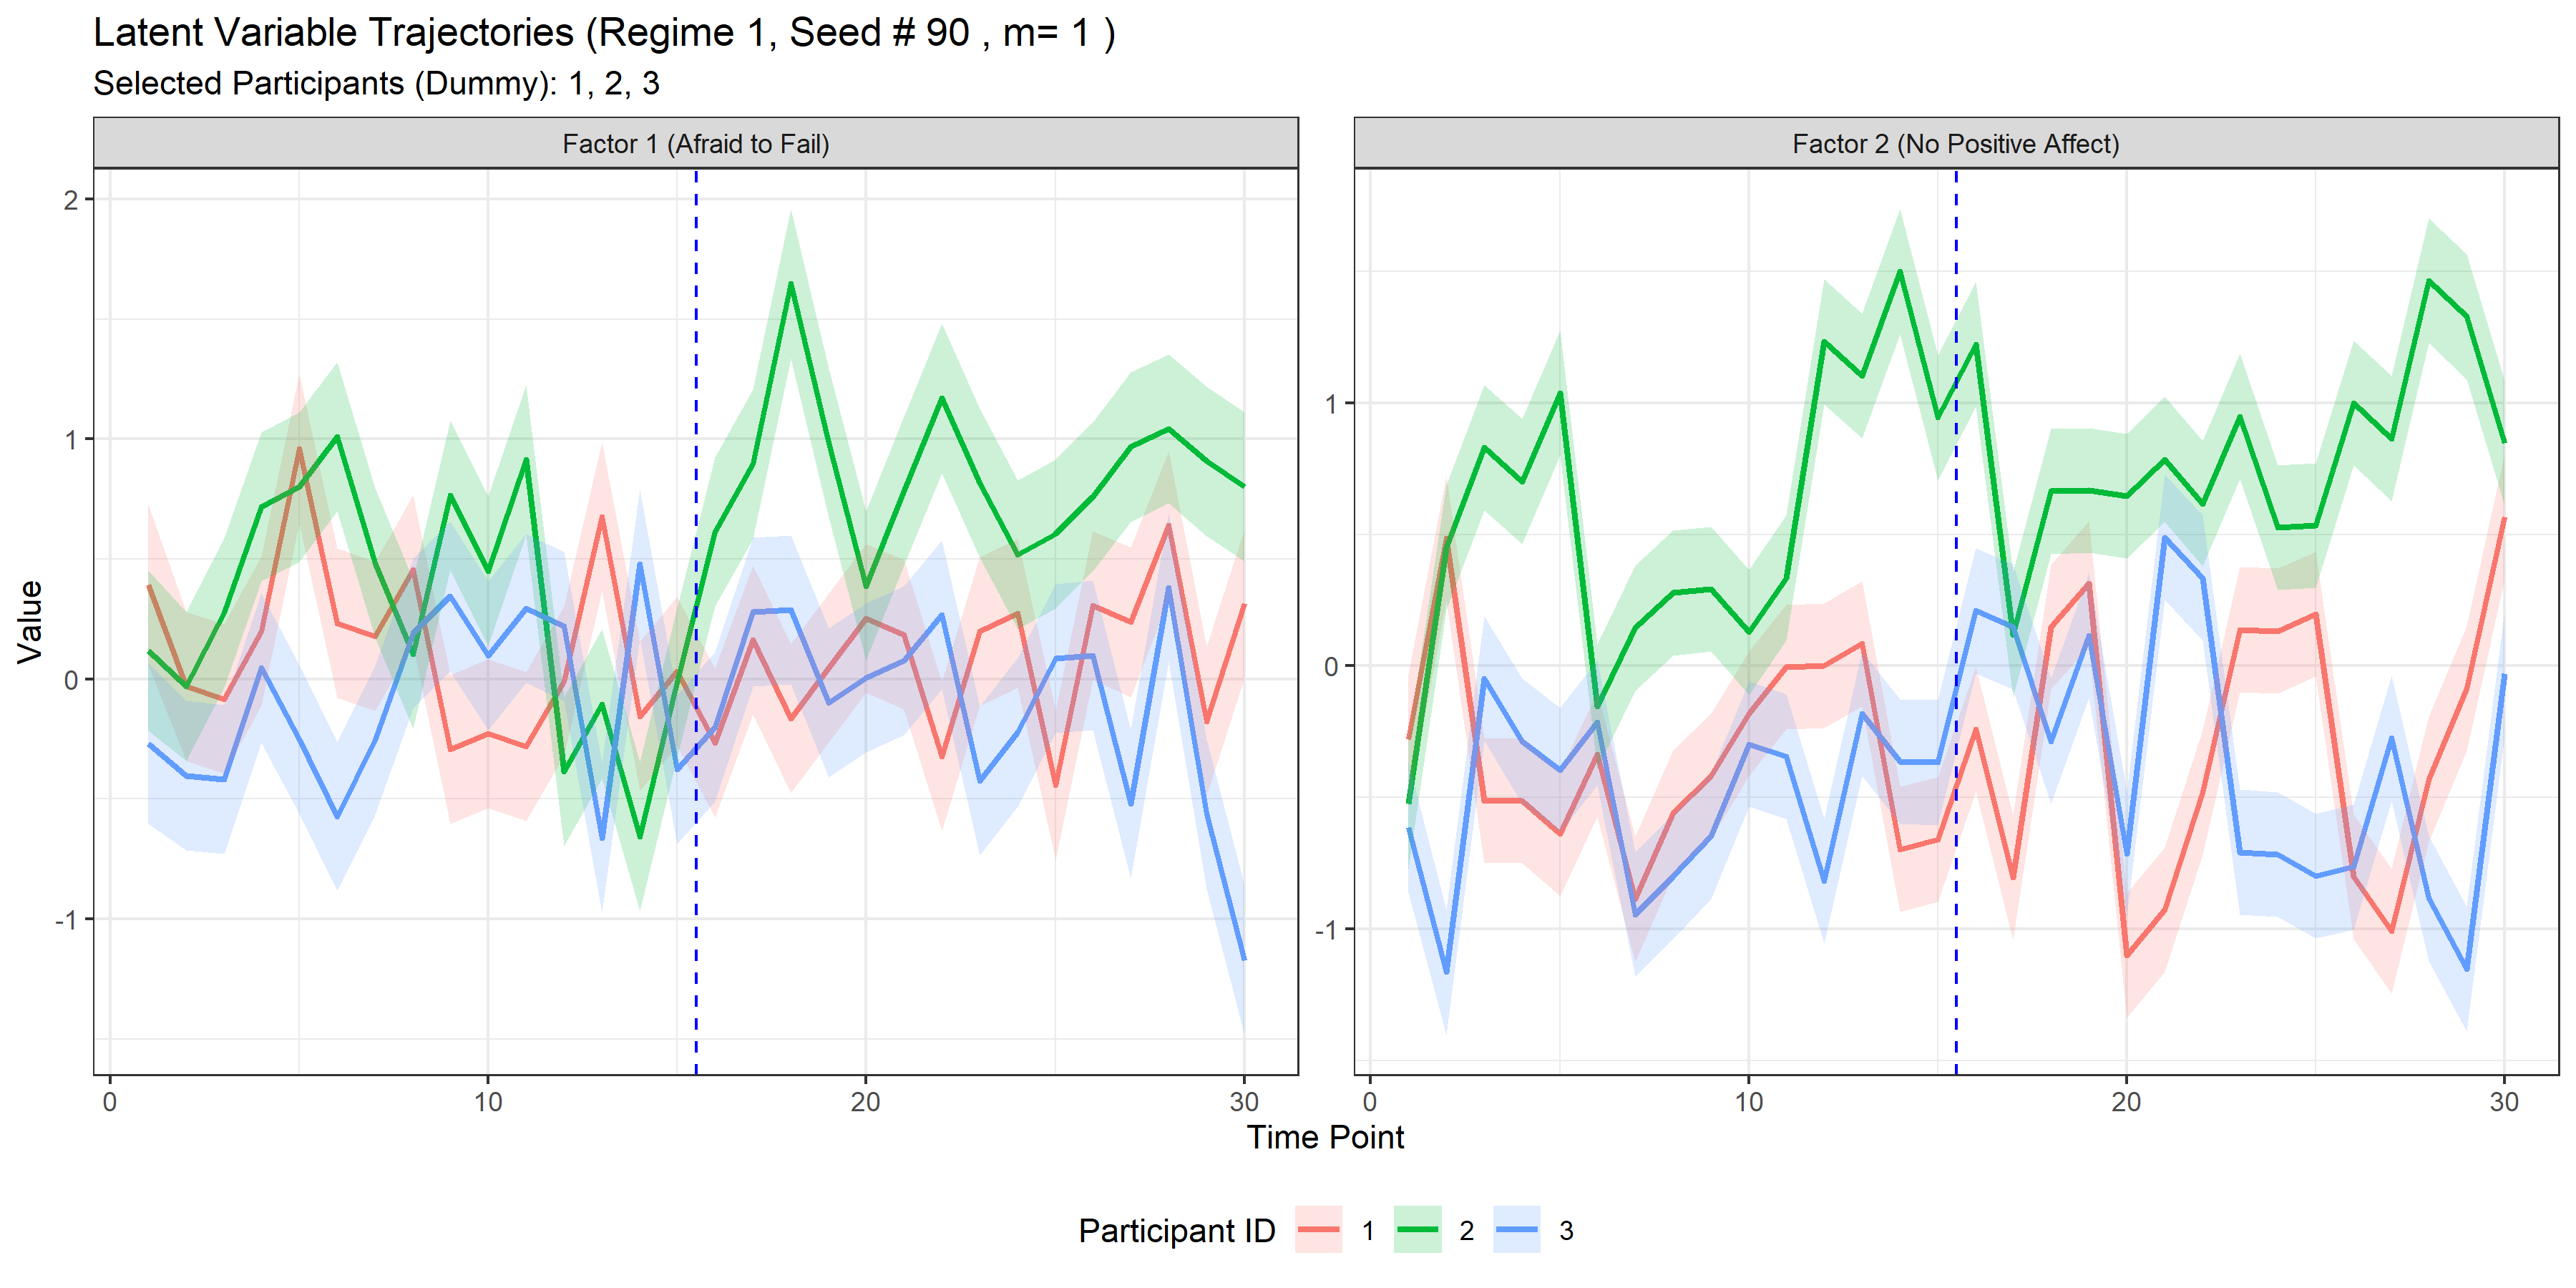 Latent Variable Trajectories (Regime 1, Seed # 90 , m= 1 )
Selected Participants (Dummy): 1, 2, 3
Factor 1 (Afraid to Fail)
Factor 2 (No Positive Affect)
Value
2
1
0
-1
1
0
-1
0 10 20 30
0 10 20 30
Time Point
Participant ID 1 2 3